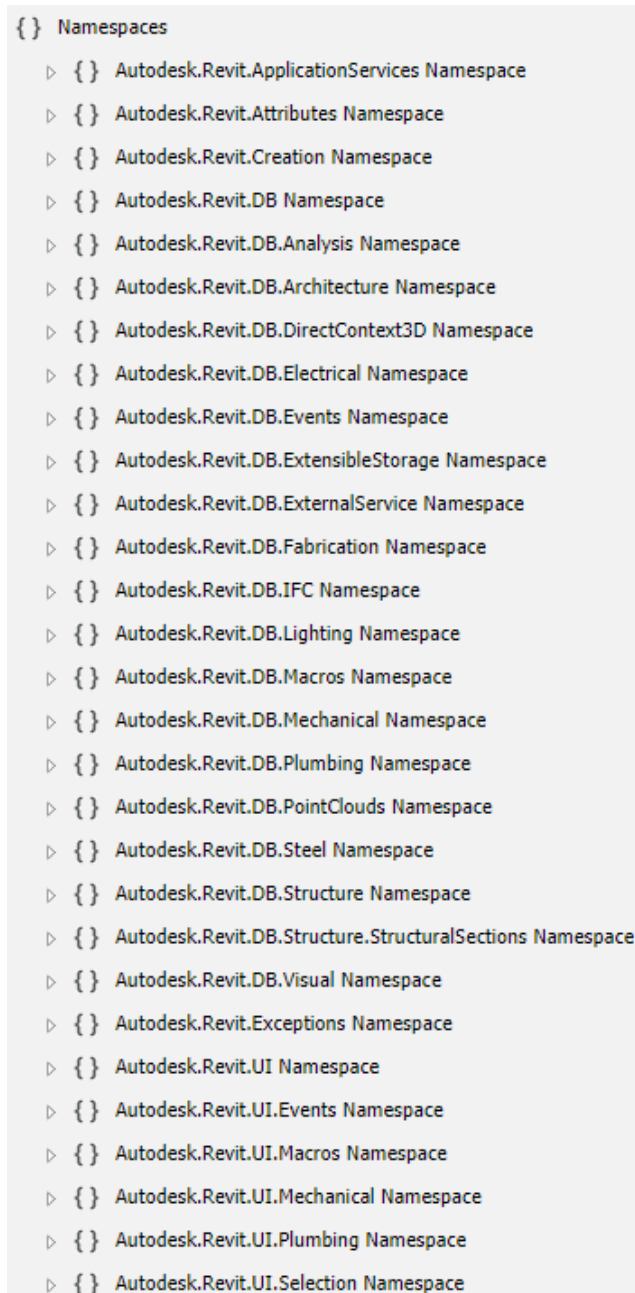 { } Namespaces
{ } Autodesk.Revit.ApplicationServices Namespace
{ } Autodesk.Revit.Attributes Namespace
{ } Autodesk.Revit.Creation Namespace
{ } Autodesk.Revit.DB Namespace
{ } Autodesk.Revit.DB.Analysis Namespace
{ } Autodesk.Revit.DB.Architecture Namespace
{ } Autodesk.Revit.DB.DirectContext3D Namespace
{ } Autodesk.Revit.DB.Electrical Namespace
{ } Autodesk.Revit.DB.Events Namespace
{ } Autodesk.Revit.DB.ExtensibleStorage Namespace
{ } Autodesk.Revit.DB.ExternalService Namespace
{ } Autodesk.Revit.DB.Fabrication Namespace
{ } Autodesk.Revit.DB.IFC Namespace
{ } Autodesk.Revit.DB.Lighting Namespace
{ } Autodesk.Revit.DB.Macros Namespace
{ } Autodesk.Revit.DB.Mechanical Namespace
{ } Autodesk.Revit.DB.Plumbing Namespace
{ } Autodesk.Revit.DB.PointClouds Namespace
{ } Autodesk.Revit.DB.Steel Namespace
{ } Autodesk.Revit.DB.Structure Namespace
{ } Autodesk.Revit.DB.Structure.StructuralSections Namespace
{ } Autodesk.Revit.DB.Visual Namespace
{ } Autodesk.Revit.Exceptions Namespace
{ } Autodesk.Revit.UI Namespace
{ } Autodesk.Revit.UI.Events Namespace
{ } Autodesk.Revit.UI.Macros Namespace
{ } Autodesk.Revit.UI.Mechanical Namespace
{ } Autodesk.Revit.UI.Plumbing Namespace
{ } Autodesk.Revit.UI.Selection Namespace